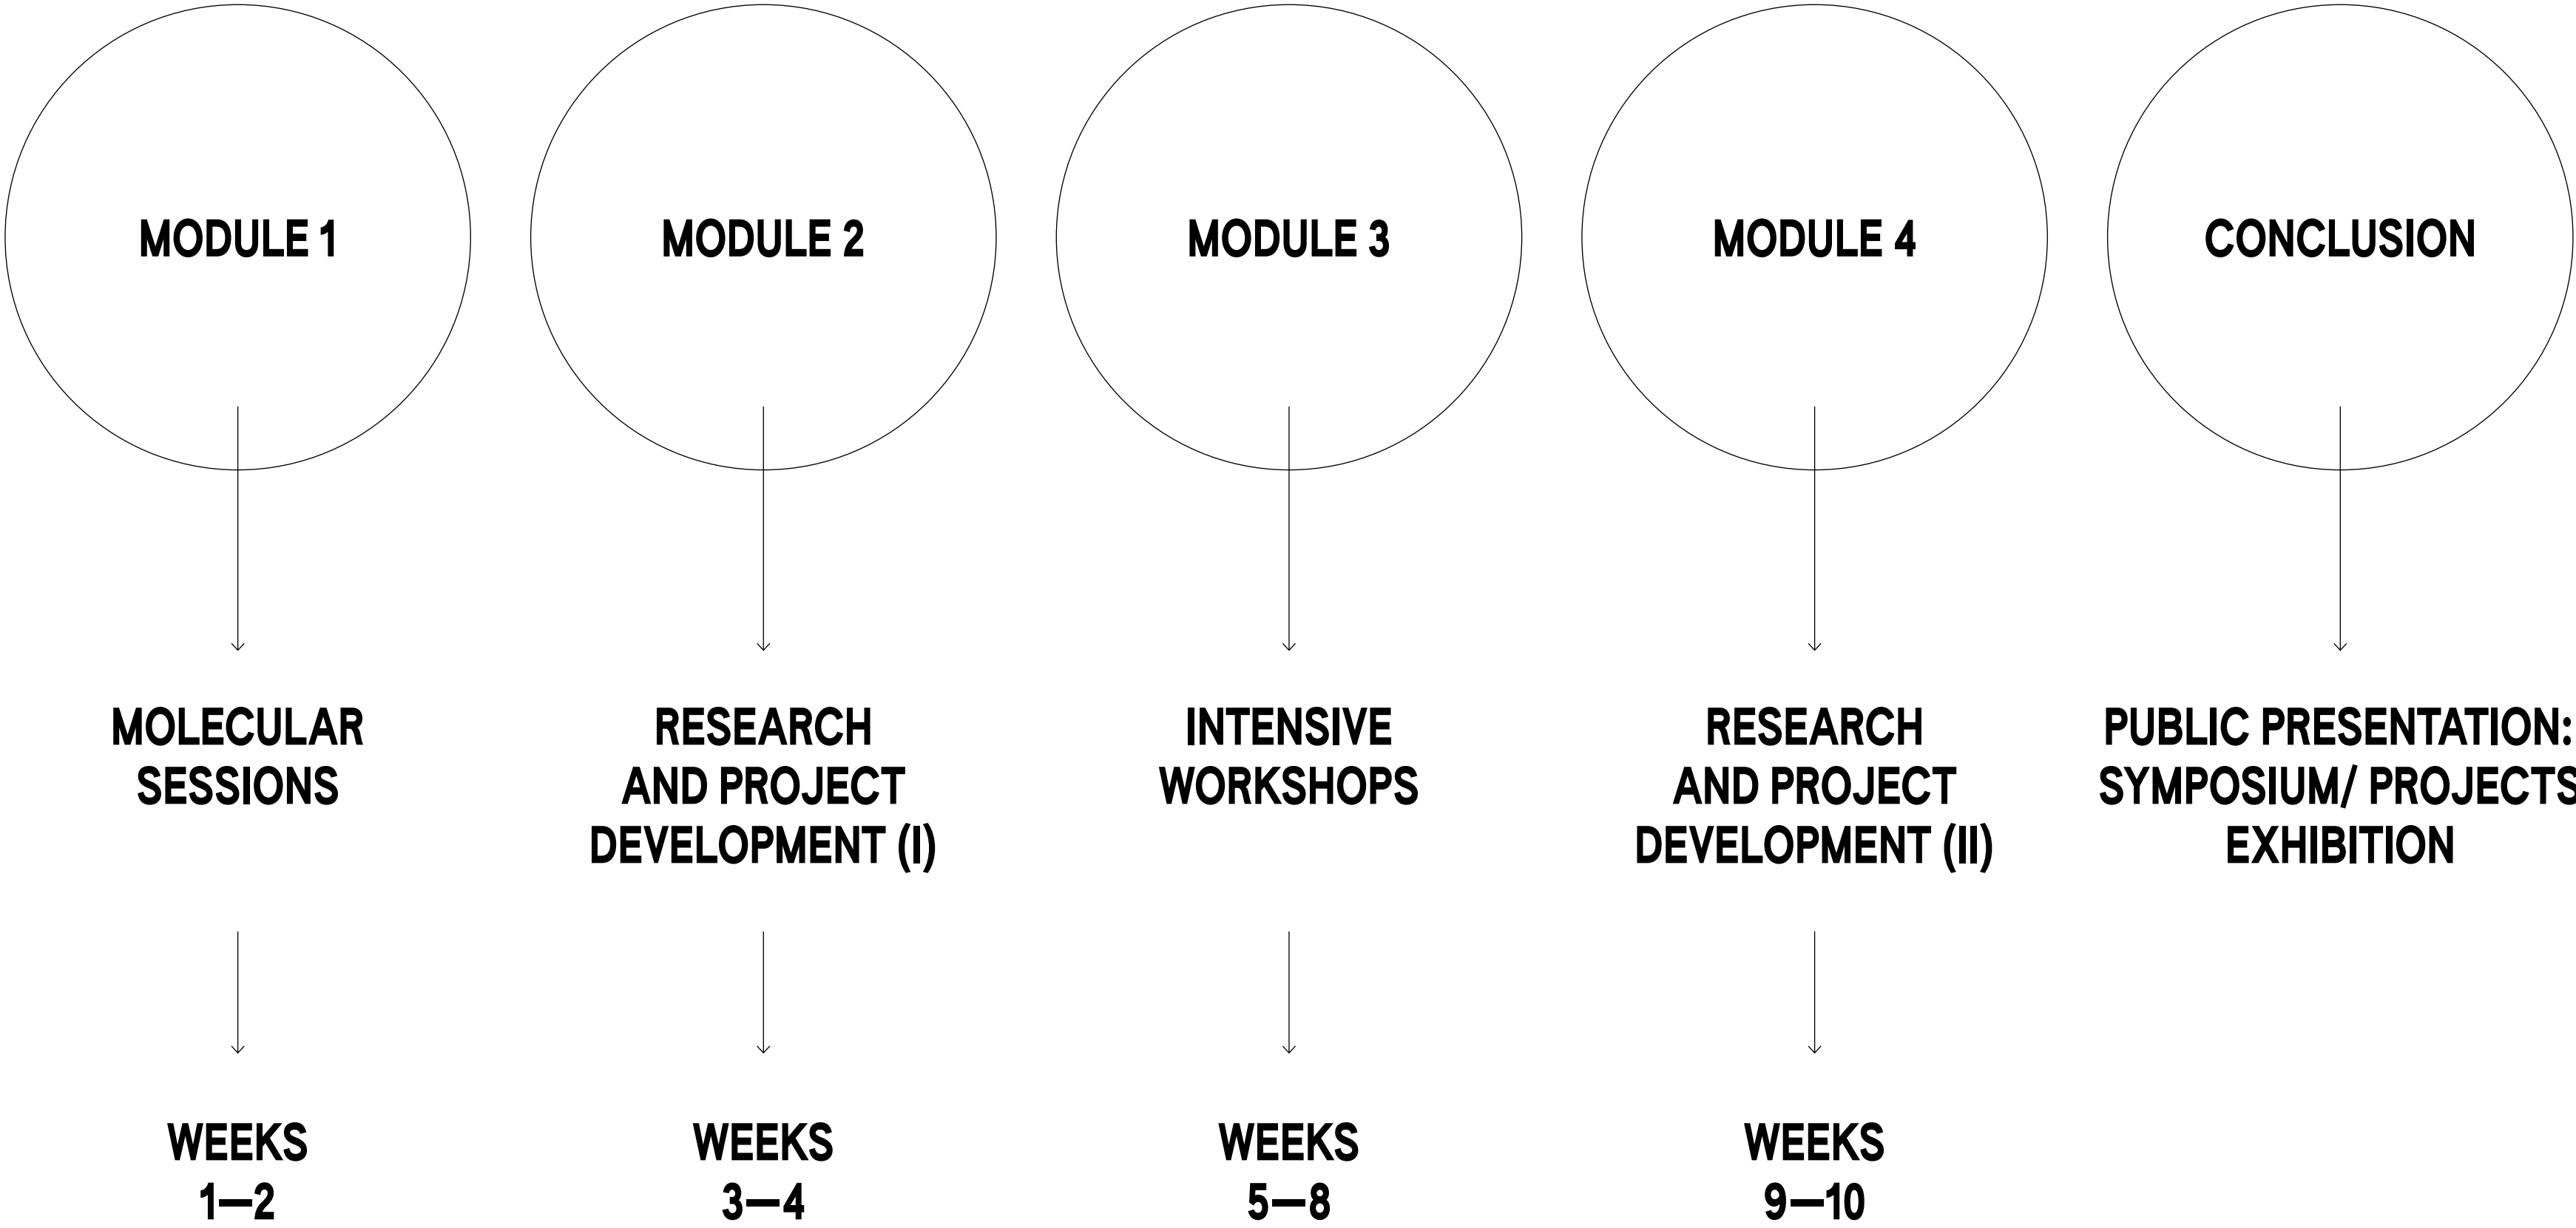 MODULE 1
MODULE 2
MODULE 3
MODULE 4
CONCLUSION
MOLECULAR
SESSIONS
RESEARCH
AND PROJECT
DEVELOPMENT (I)
INTENSIVE
WORKSHOPS
RESEARCH
AND PROJECT
DEVELOPMENT (II)
PUBLIC PRESENTATION:
SYMPOSIUM/ PROJECTS
EXHIBITION
WEEKS
1—2
WEEKS
3—4
WEEKS
5—8
WEEKS
9—10